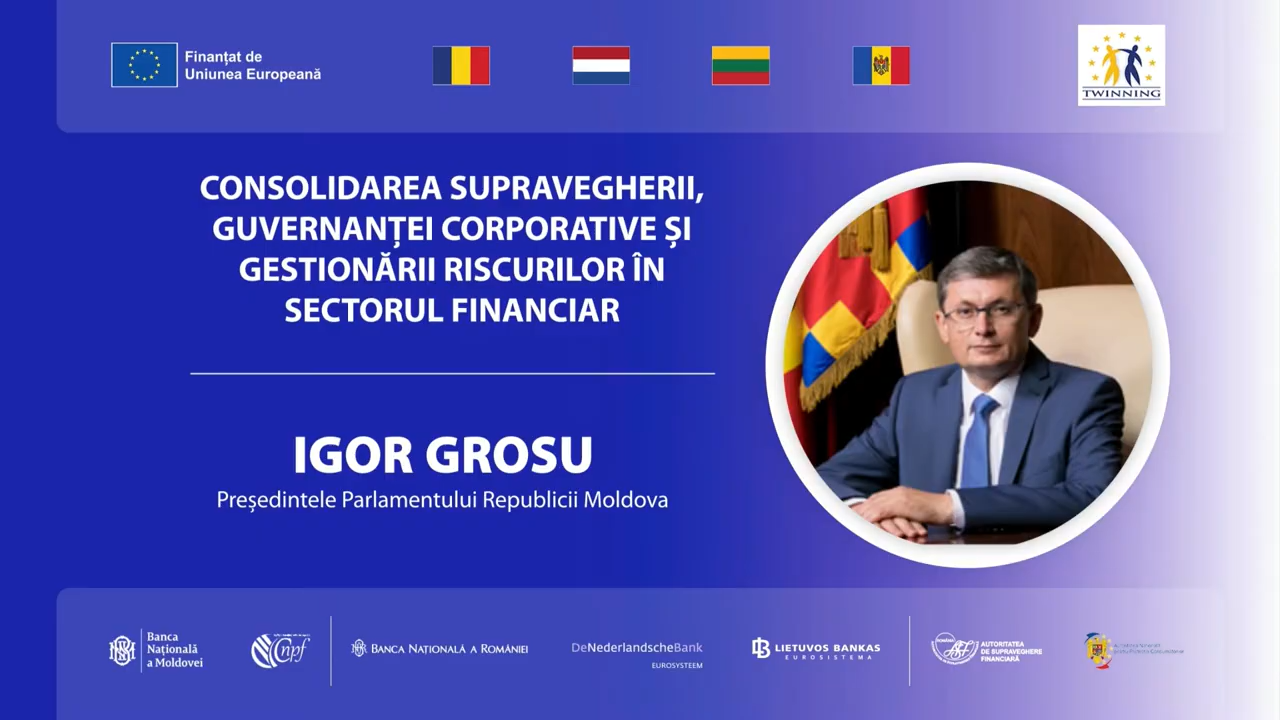 Finanțat de
Uniunea Europeană
TWINNING
CONSOLIDAREA SUPRAVEGHERII,
GUVERNANȚEI CORPORATIVE ȘI
GESTIONĂRII RISCURILOR ÎN
SECTORUL FINANCIAR
IGOR GROSU
Președintele Parlamentului Republicii Moldova
Banca
Națională
a Moldovei
Cnpf
BANCA NAȚIONALĂ A ROMÂNIEI
DeNederlandscheBank
EUROSYSTEEM
LIETUVOS BANKAS
EUROSISTEMA
ASF
AUTORITATEA
DE SUPRAVEGHERE
FINANCIARĂ